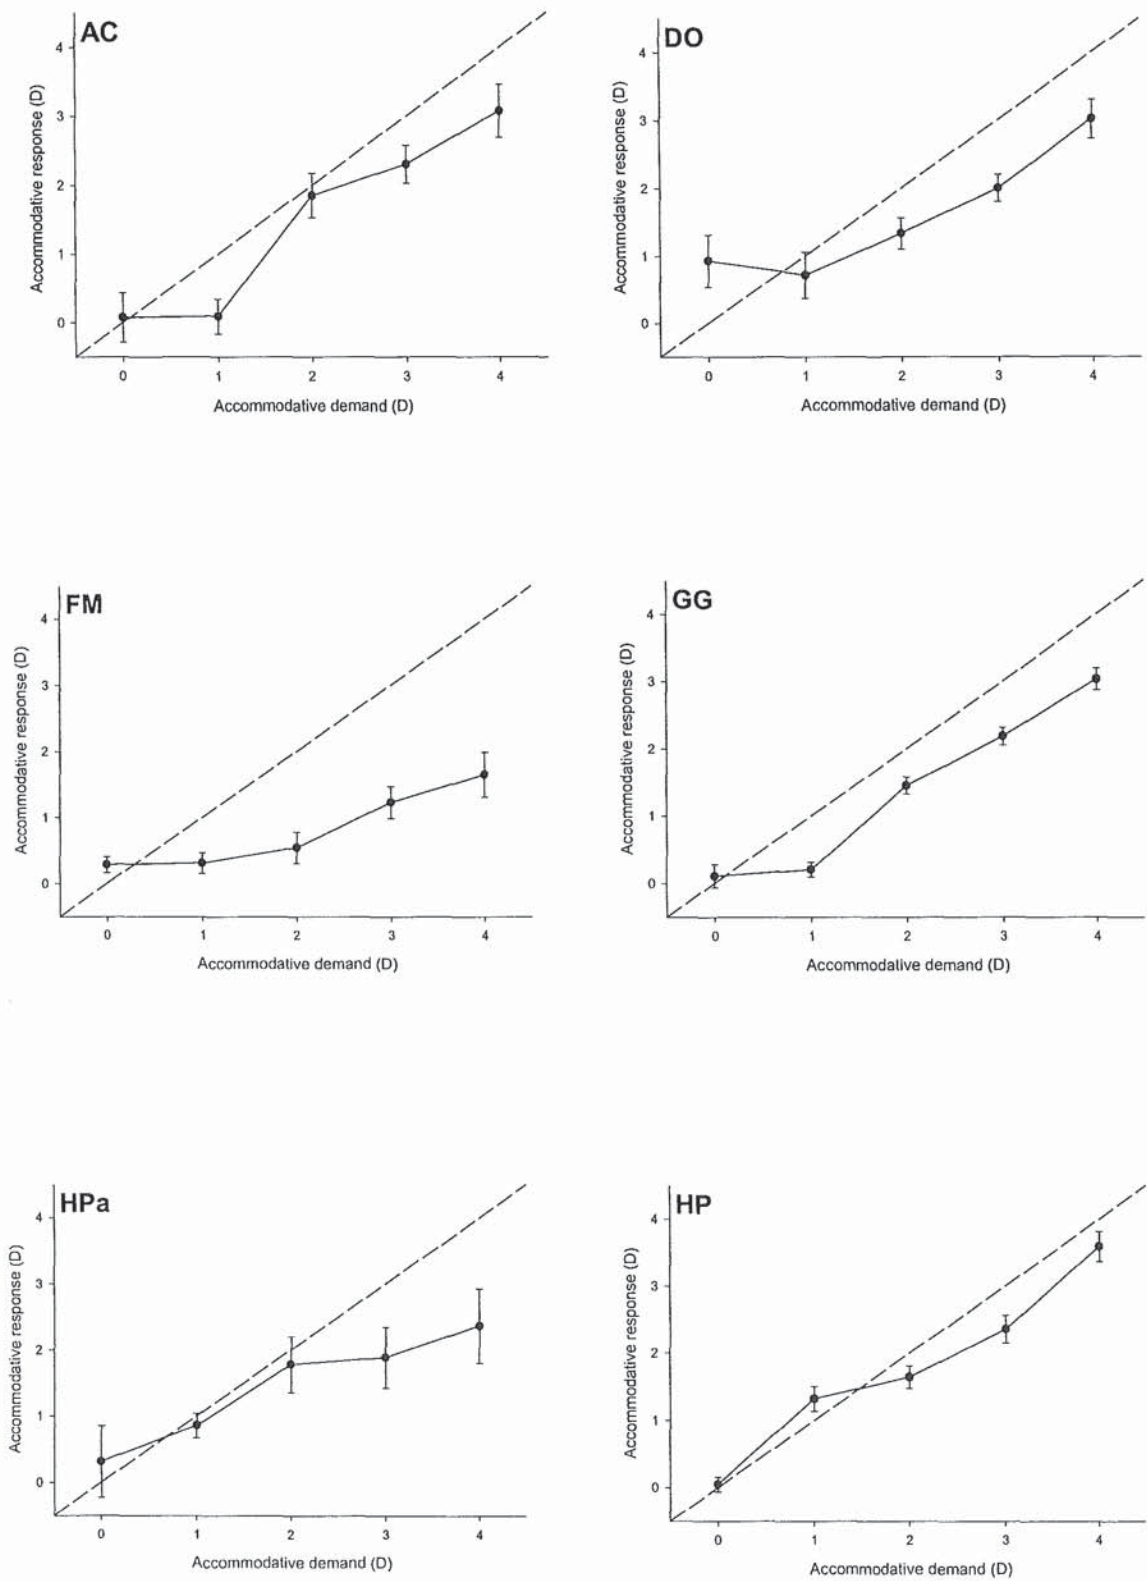 AC
4
3
2
1
0
Accommodative response (D)
0 1 2 3 4
Accommodative demand (D)
DO
4
3
2
1
0
Accommodative response (D)
0 1 2 3 4
Accommodative demand (D)
FM
4
3
2
1
0
Accommodative response (D)
0 1 2 3 4
Accommodative demand (D)
GG
4
3
2
1
0
Accommodative response (D)
0 1 2 3 4
Accommodative demand (D)
HPa
4
3
2
1
0
Accommodative response (D)
0 1 2 3 4
Accommodative demand (D)
HP
4
3
2
1
0
Accommodative response (D)
0 1 2 3 4
Accommodative demand (D)